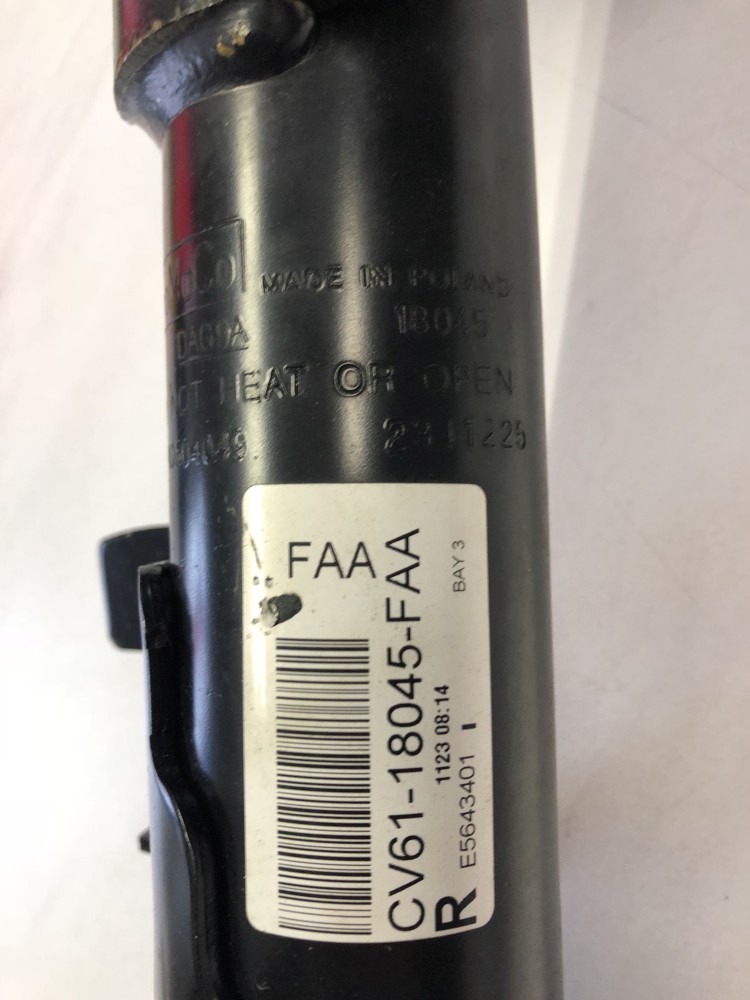 MADE IN POLAND
18045
HEAT OR OPEN
FAA
CV61-18045-FAA
BAY 3
1123 08:14
R E5643401